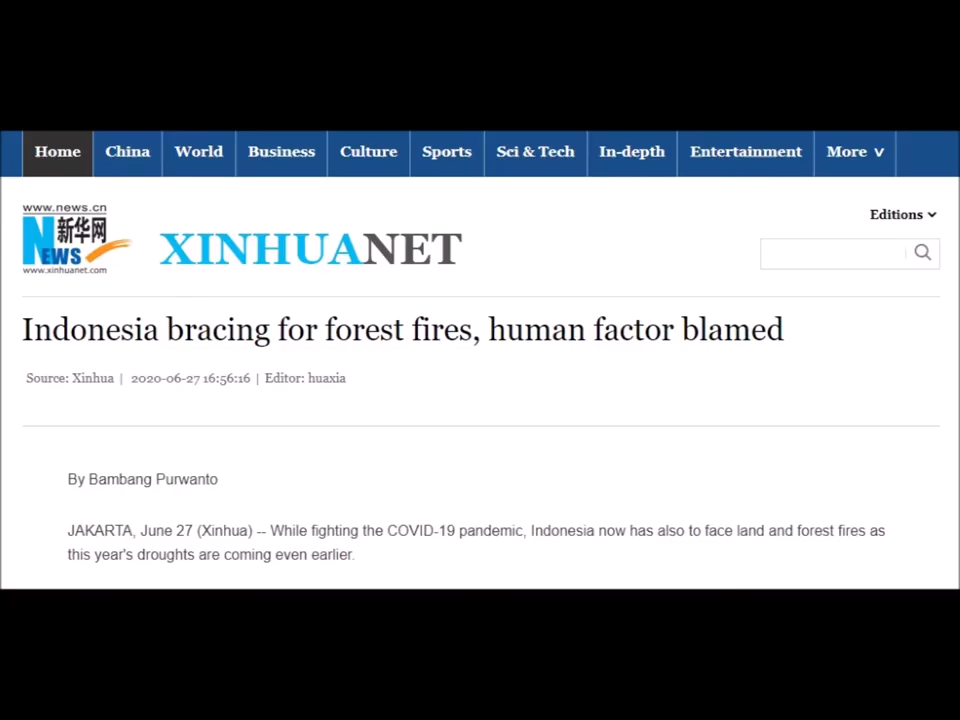 Home China World Business Culture Sports Sci & Tech In-depth Entertainment More ∨
Editions
www.news.cn
新华网
NEWS
www.xinhuanet.com
XINHUANET
Indonesia bracing for forest fires, human factor blamed
Source: Xinhua | 2020-06-27 16:56:16 | Editor: huaxia
By Bambang Purwanto
JAKARTA, June 27 (Xinhua) -- While fighting the COVID-19 pandemic, Indonesia now has also to face land and forest fires as
this year's droughts are coming even earlier.